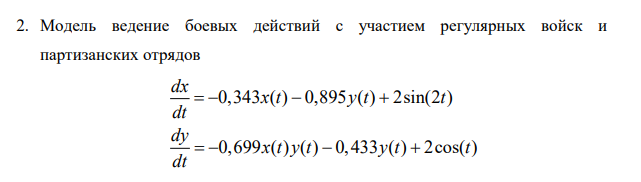 2. Модель ведение боевых действий с участием регулярных войск и
партизанских отрядов
dx/dt = −0,343x(t) − 0,895y(t) + 2sin(2t)
dy/dt = −0,699x(t)y(t) − 0,433y(t) + 2cos(t)